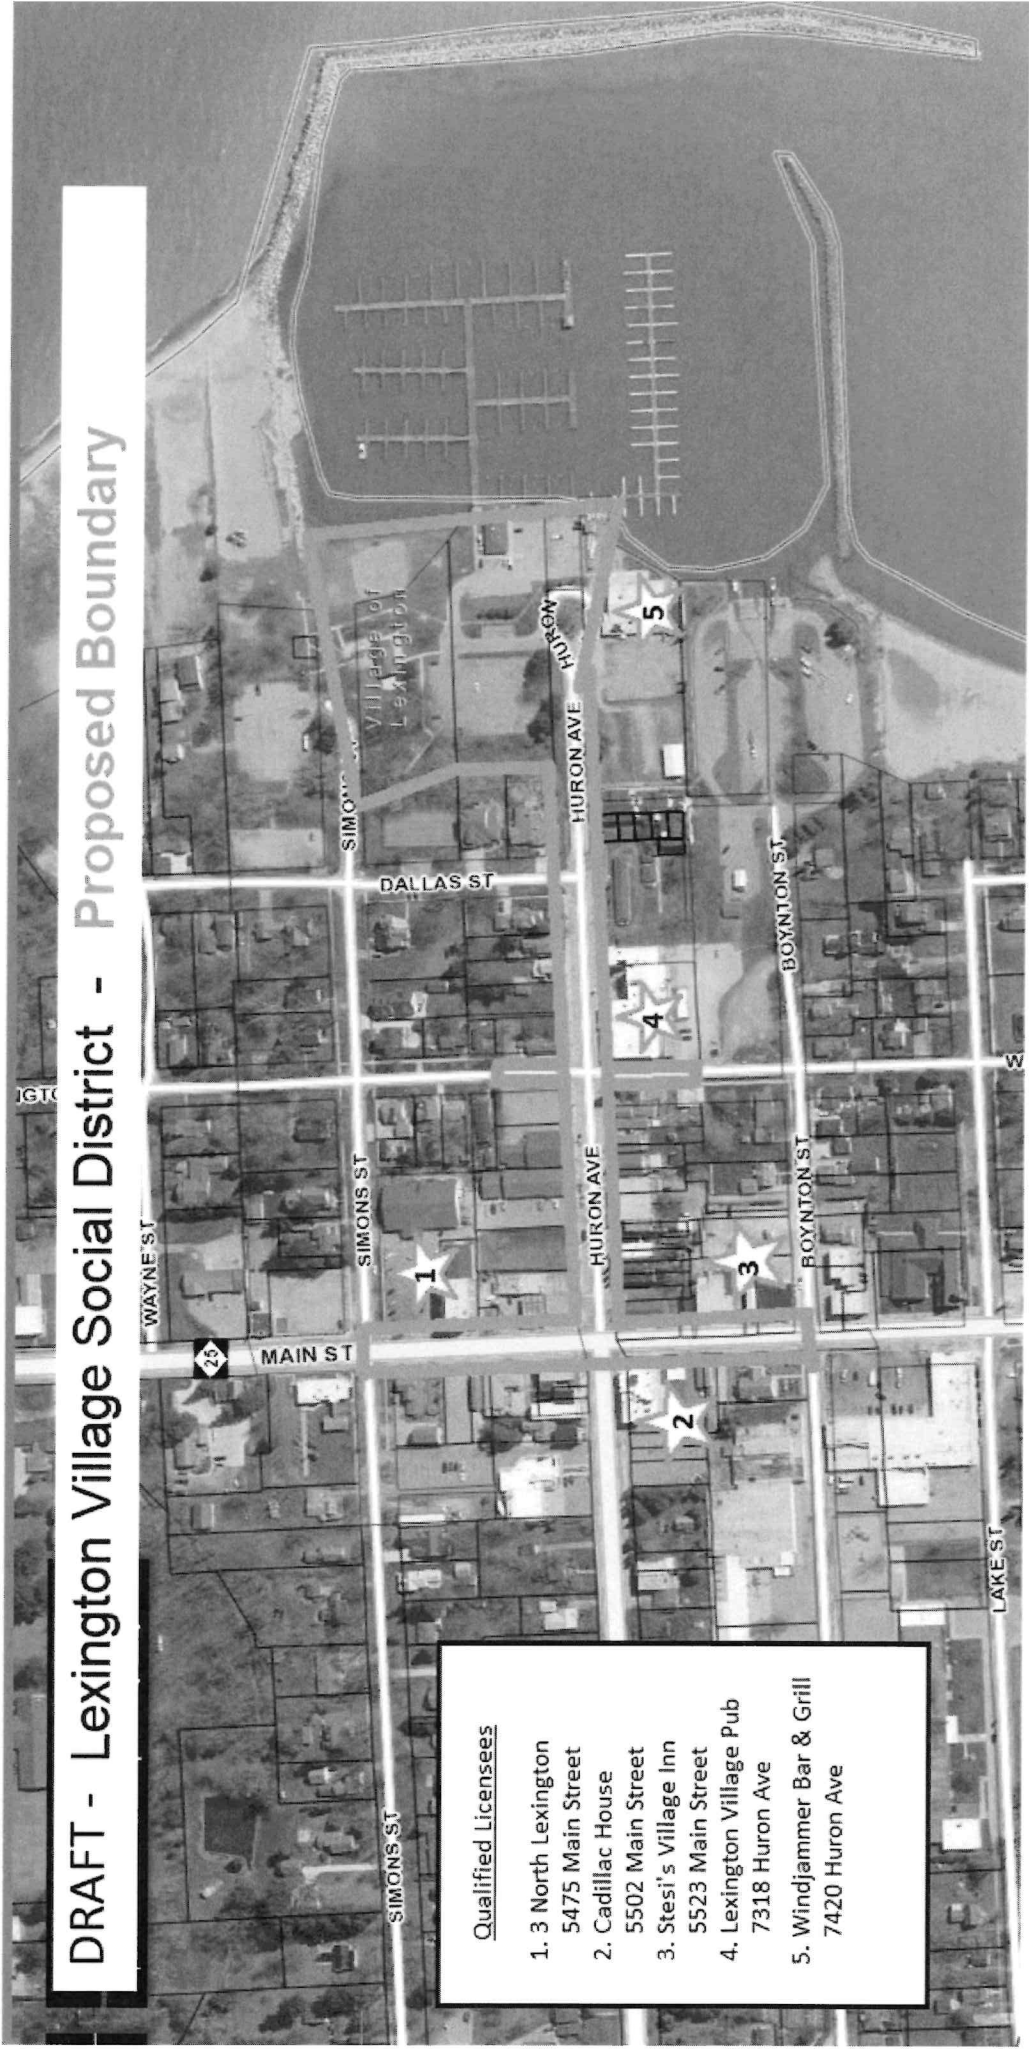 DRAFT - Lexington Village Social District - Proposed Boundary
WAYNE ST
25
MAIN ST
SIMONS ST
SIMONS ST
DALLAS ST
Village of
Lexington
HURON AVE
HURON AVE
HURON
HURON
BOYNTON ST
BOYNTON ST
LAKE ST
W
1
2
3
4
5
Qualified Licensees
1. 3 North Lexington
5475 Main Street
2. Cadillac House
5502 Main Street
3. Stesi's Village Inn
5523 Main Street
4. Lexington Village Pub
7318 Huron Ave
5. Windjammer Bar & Grill
7420 Huron Ave